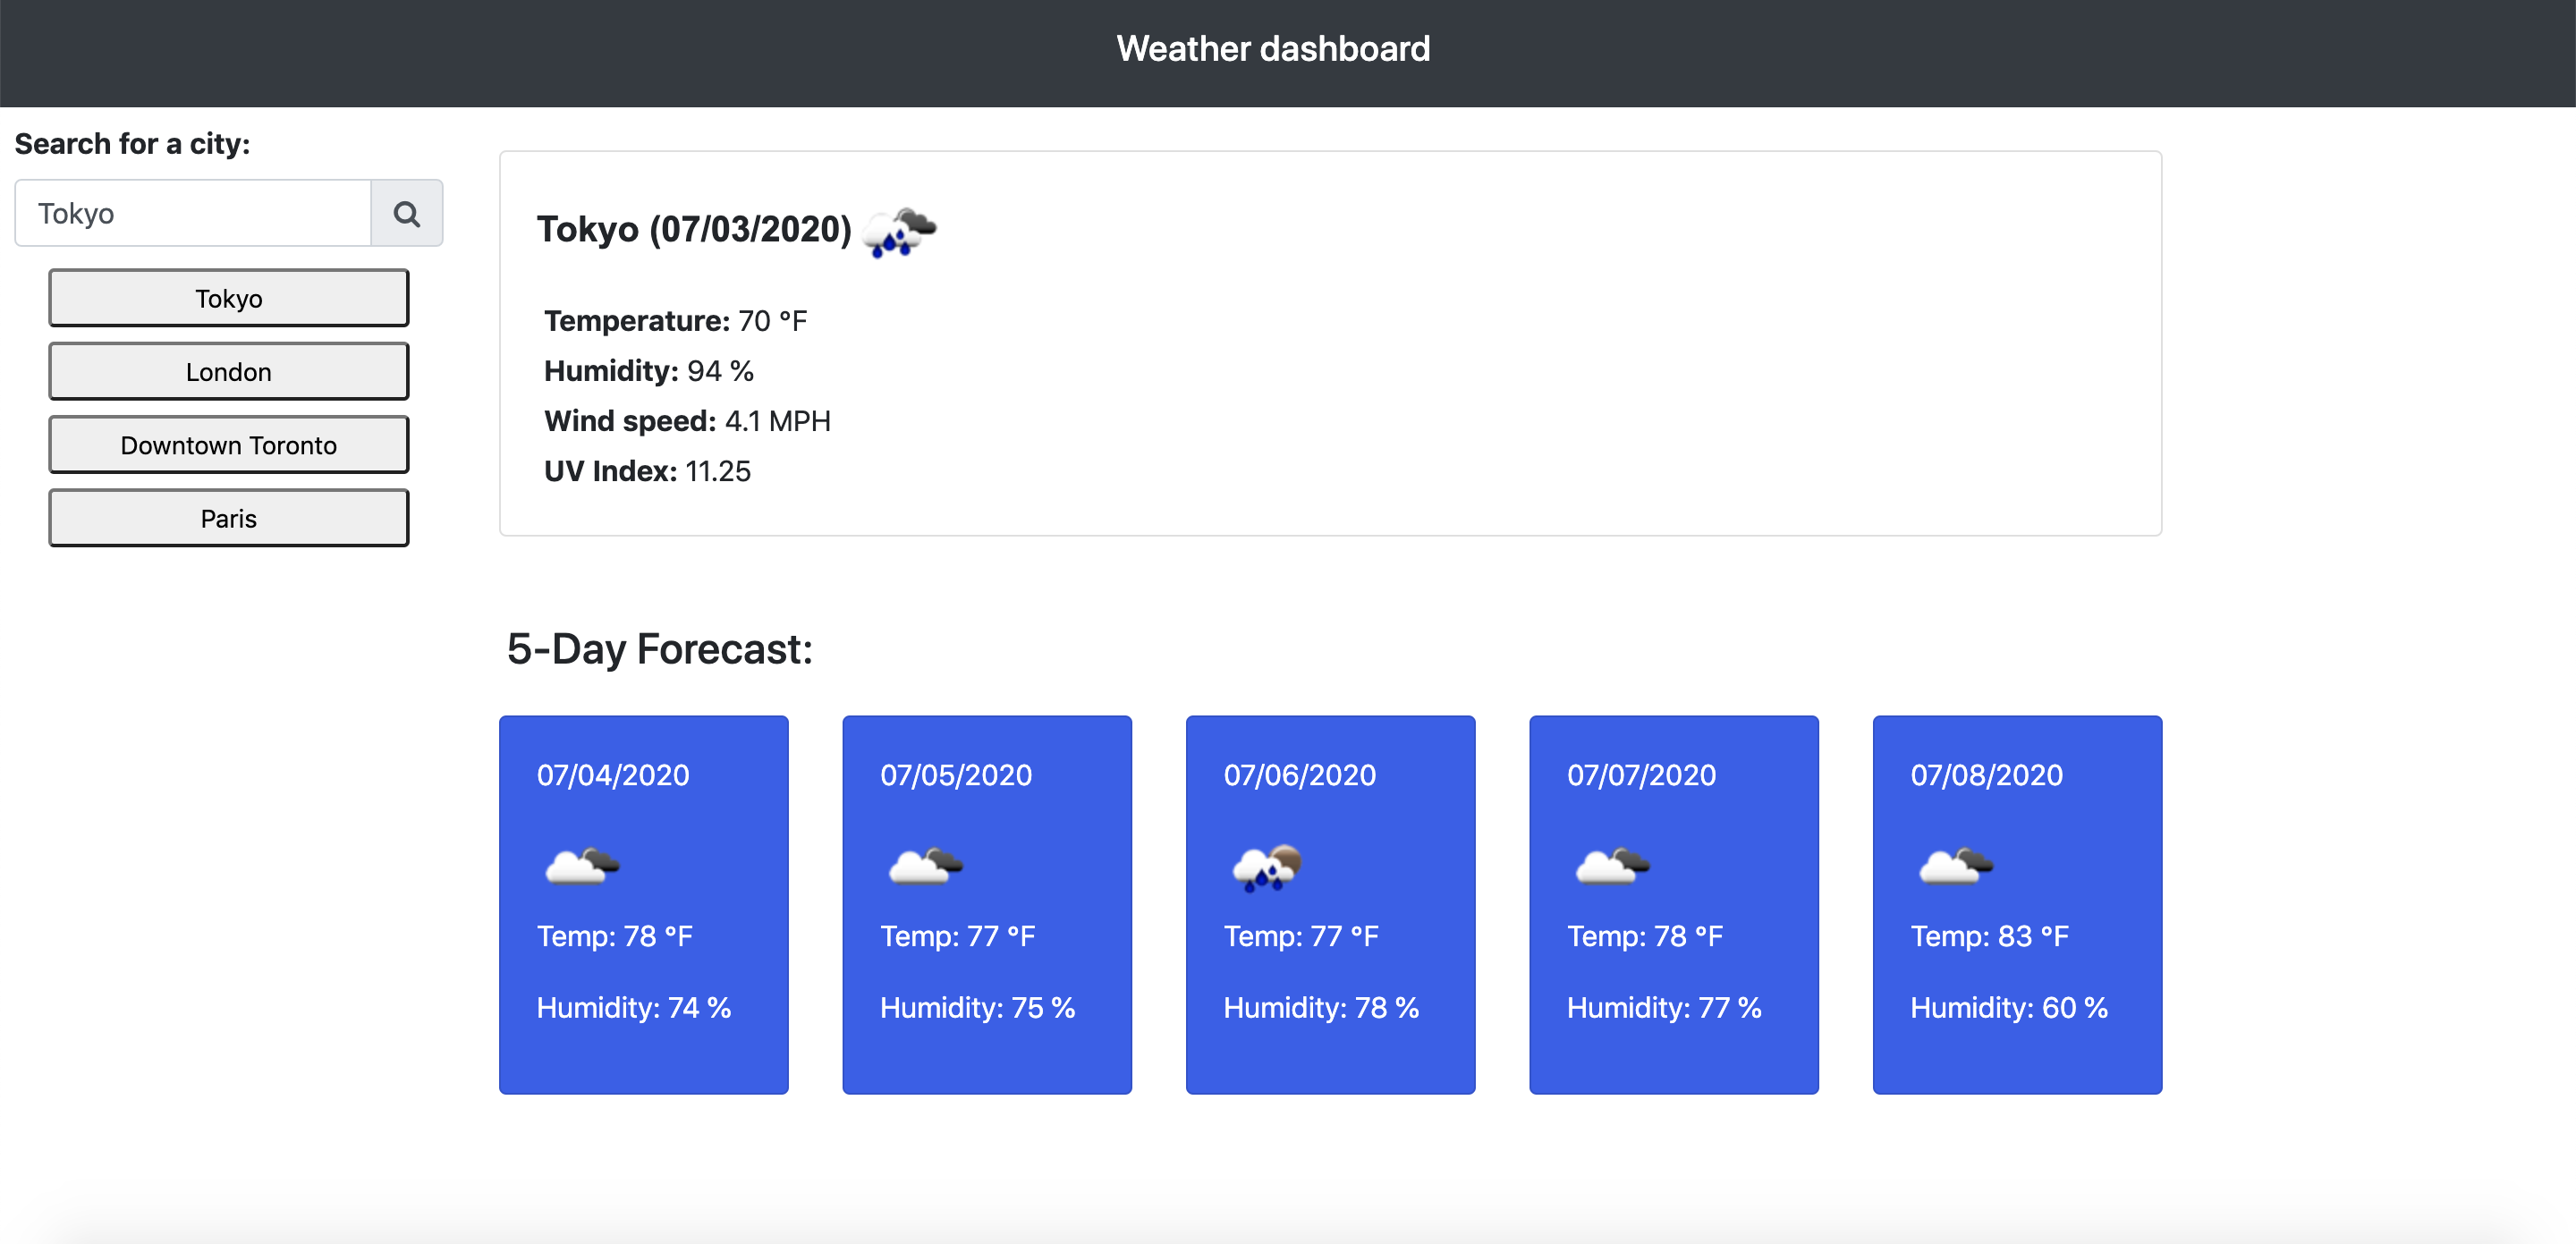 Weather dashboard
Search for a city:
Tokyo
Tokyo
London
Downtown Toronto
Paris
Tokyo (07/03/2020)
Temperature: 70 °F
Humidity: 94 %
Wind speed: 4.1 MPH
UV Index: 11.25
5-Day Forecast:
07/04/2020
Temp: 78 °F
Humidity: 74 %
07/05/2020
Temp: 77 °F
Humidity: 75 %
07/06/2020
Temp: 77 °F
Humidity: 78 %
07/07/2020
Temp: 78 °F
Humidity: 77 %
07/08/2020
Temp: 83 °F
Humidity: 60 %